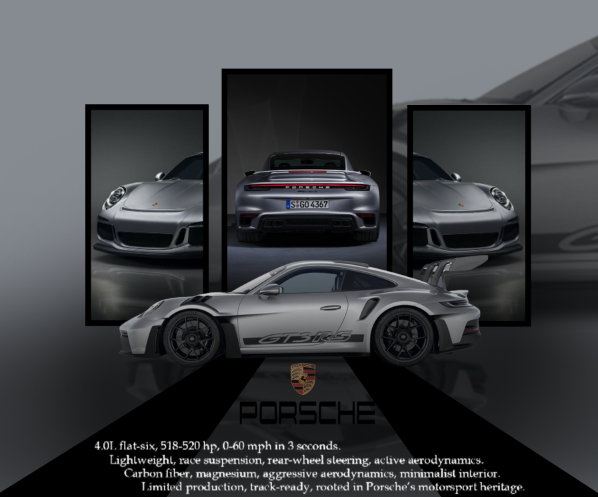 PORSCHE
S·GO 4367
GT3 RS
PORSCHE
4.0L flat-six, 518-520 hp, 0-60 mph in 3 seconds.
Lightweight, race suspension, rear-wheel steering, active aerodynamics.
Carbon fiber, magnesium, aggressive aerodynamics, minimalist interior.
Limited production, track-ready, rooted in Porsche's motorsport heritage.